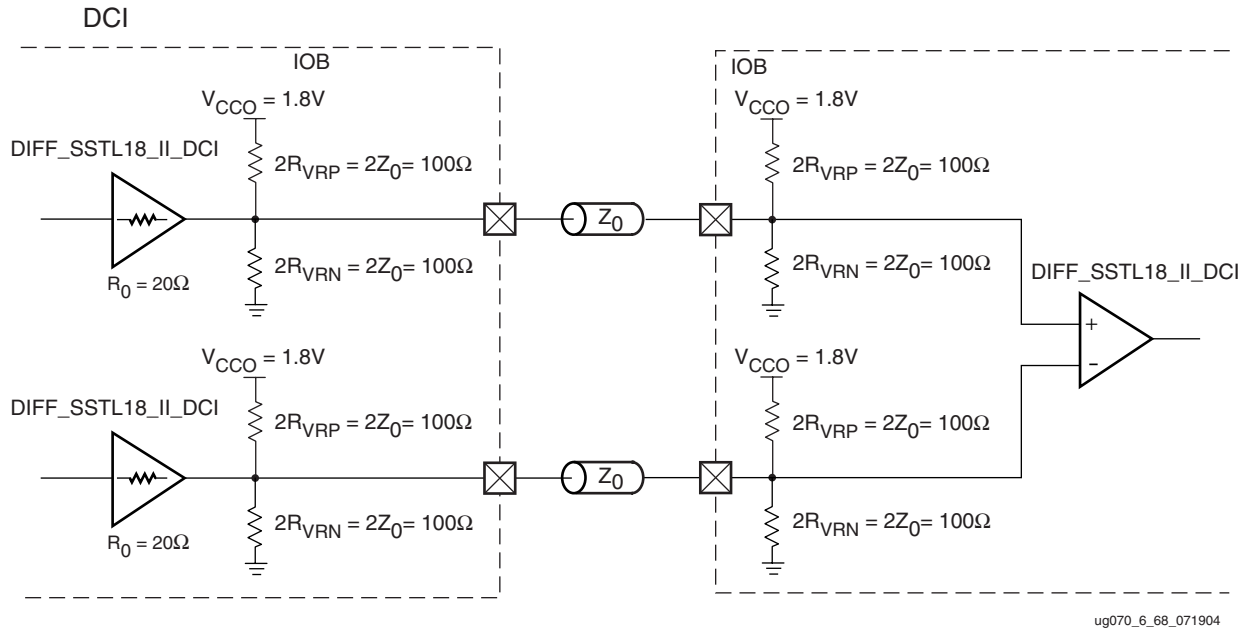 DCI
IOB
IOB
VCCO = 1.8V
VCCO = 1.8V
DIFF_SSTL18_II_DCI
2RVRP = 2Z0= 100Ω
2RVRP = 2Z0= 100Ω
Z0
2RVRN = 2Z0= 100Ω
2RVRN = 2Z0= 100Ω
DIFF_SSTL18_II_DCI
R0 = 20Ω
+
-
VCCO = 1.8V
VCCO = 1.8V
DIFF_SSTL18_II_DCI
2RVRP = 2Z0= 100Ω
2RVRP = 2Z0= 100Ω
Z0
2RVRN = 2Z0= 100Ω
2RVRN = 2Z0= 100Ω
R0 = 20Ω
ug070_6_68_071904